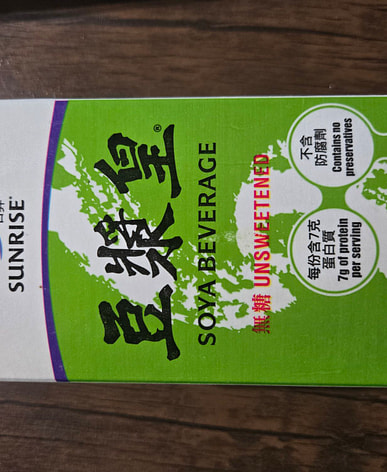 SUNRISE
豆漿皇®
SOYA BEVERAGE
無糖 UNSWEETENED
每份含7克
蛋白質
7g of protein
per serving
不含
防腐劑
Contains no
preservatives